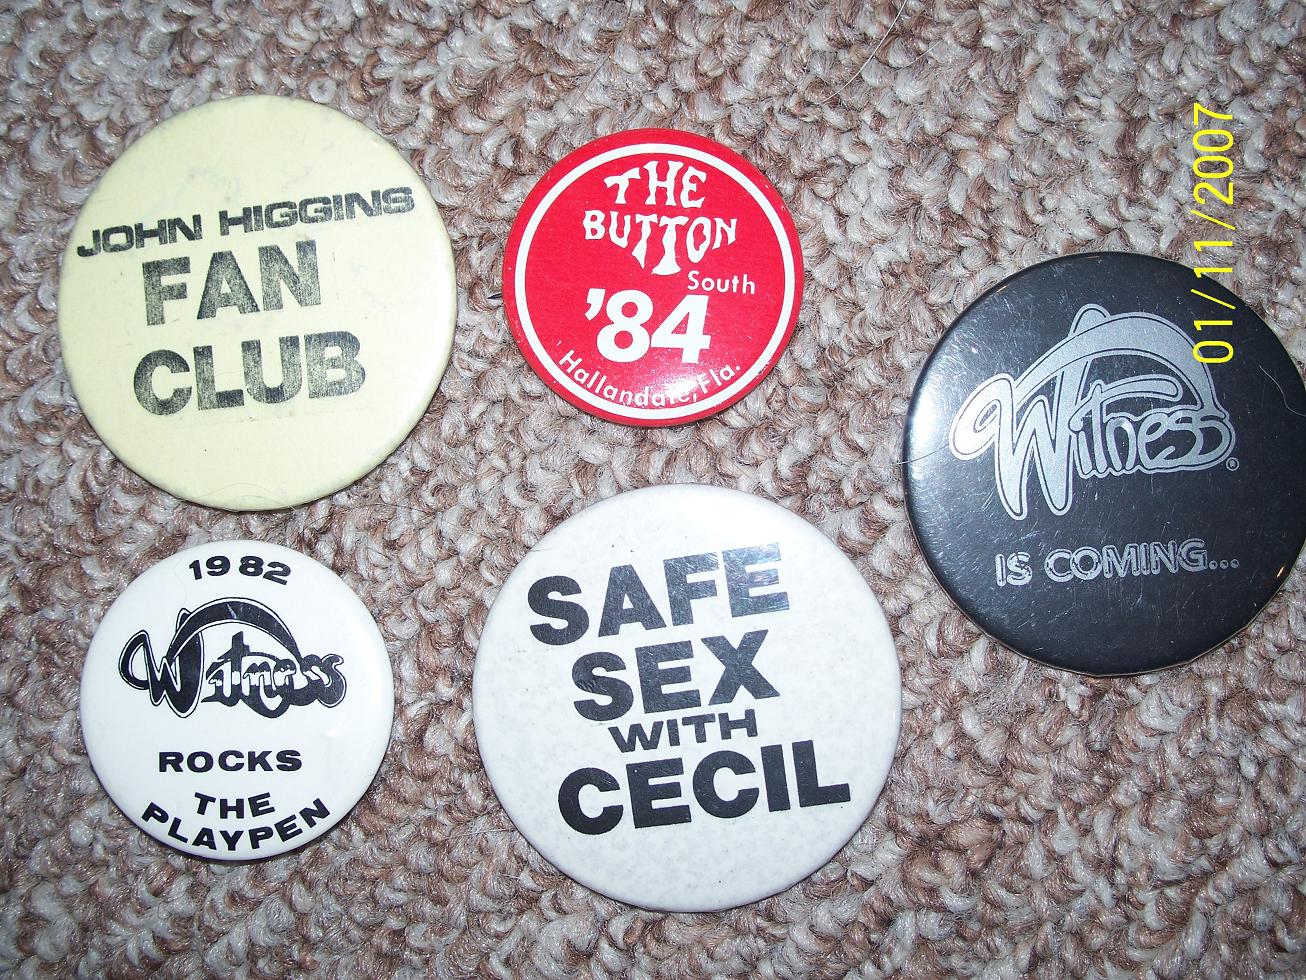 JOHN HIGGINS
FAN
CLUB
THE
BUTTON
South
'84
Hallandale, Fla.
Witness®
IS COMING...
01/11/2007
1982
Witness
ROCKS
THE
PLAYPEN
SAFE
SEX
WITH
CECIL